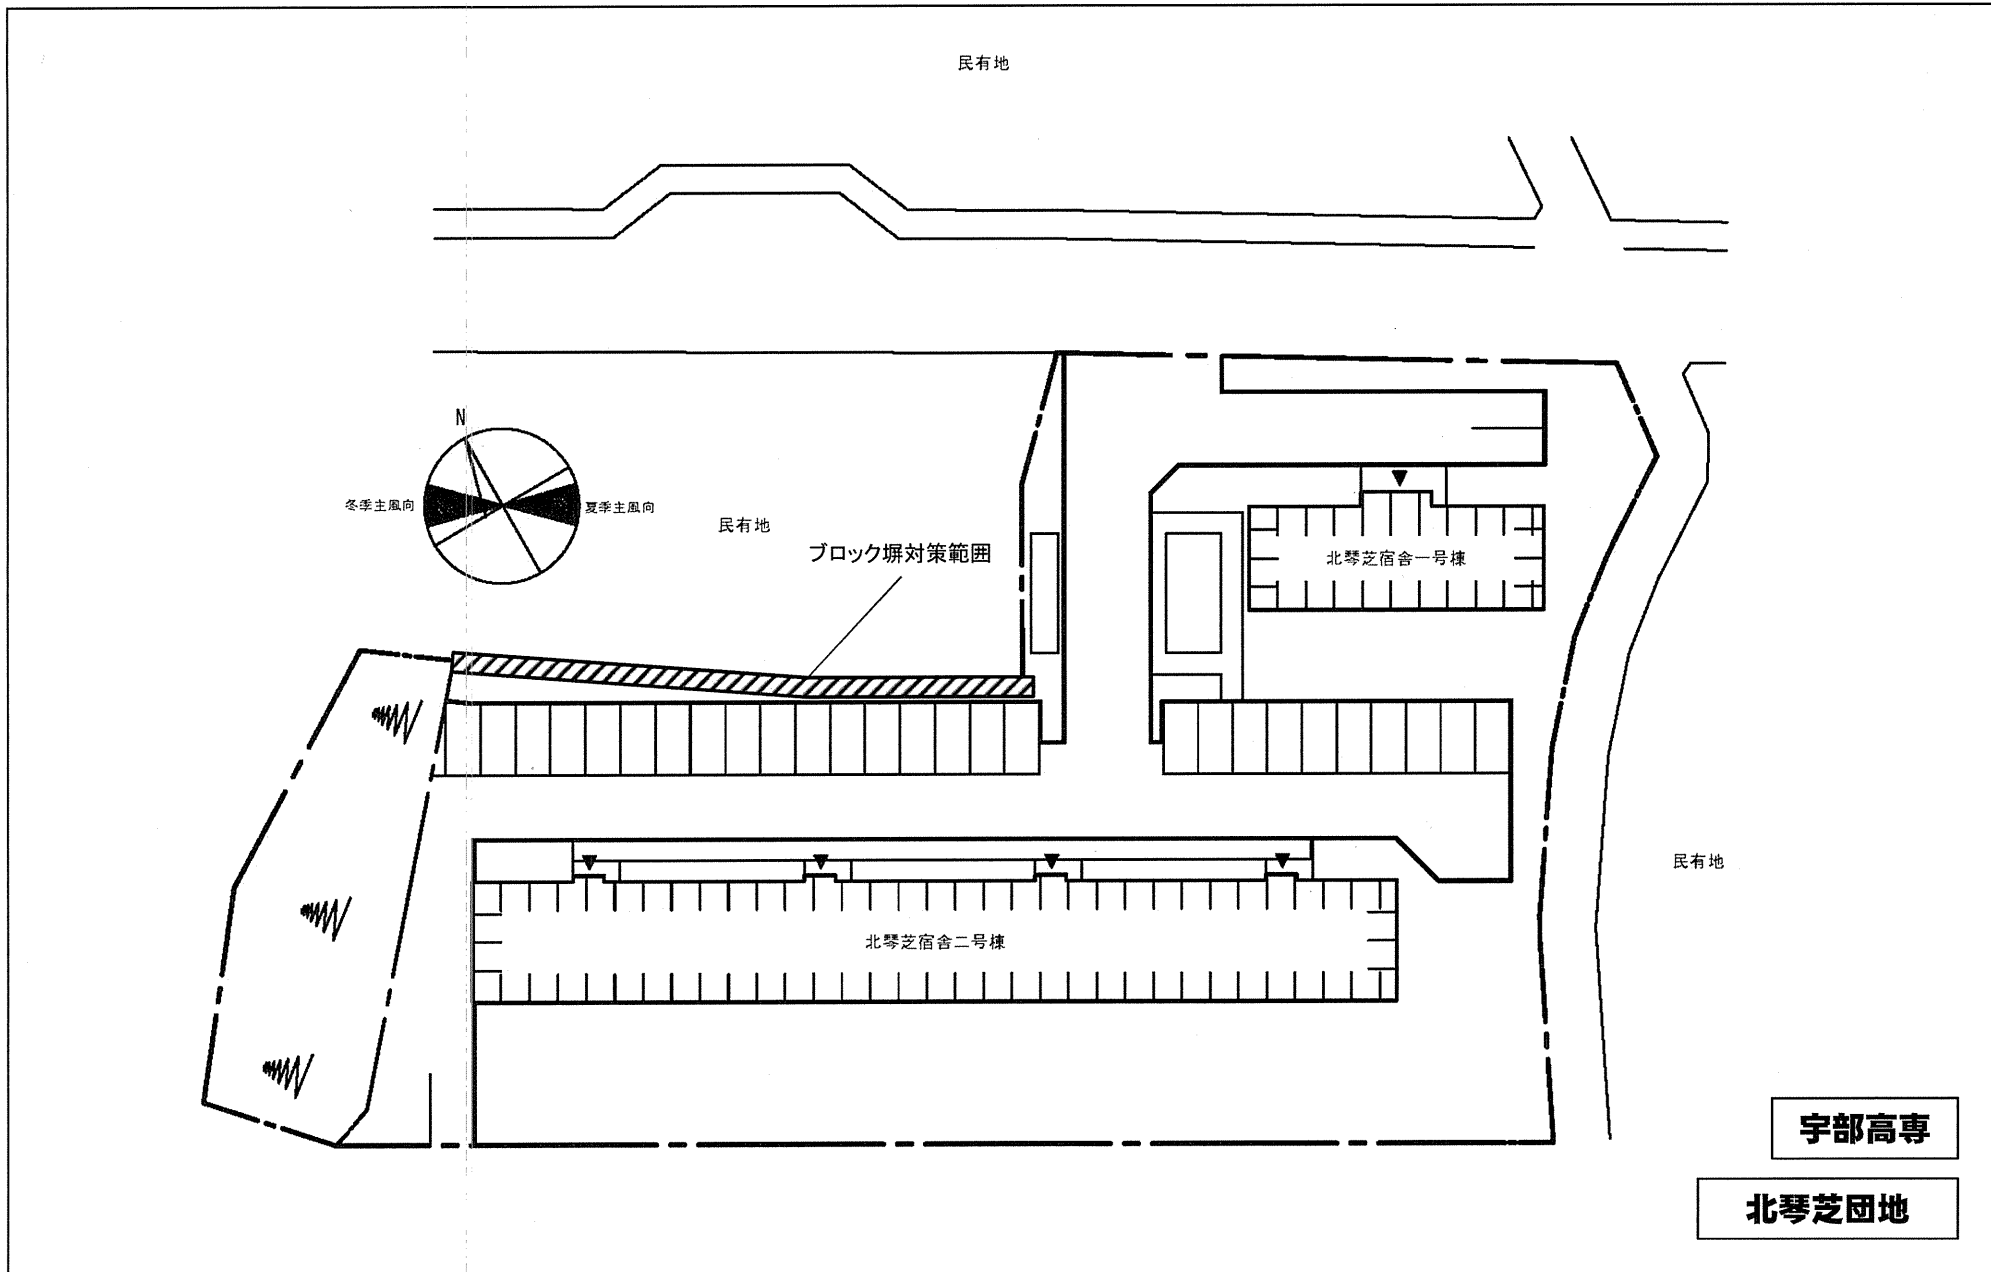 民有地
N
冬季主風向
夏季主風向
民有地
ブロック塀対策範囲
北琴芝宿舎一号棟
民有地
北琴芝宿舎二号棟
宇部高専
北琴芝団地